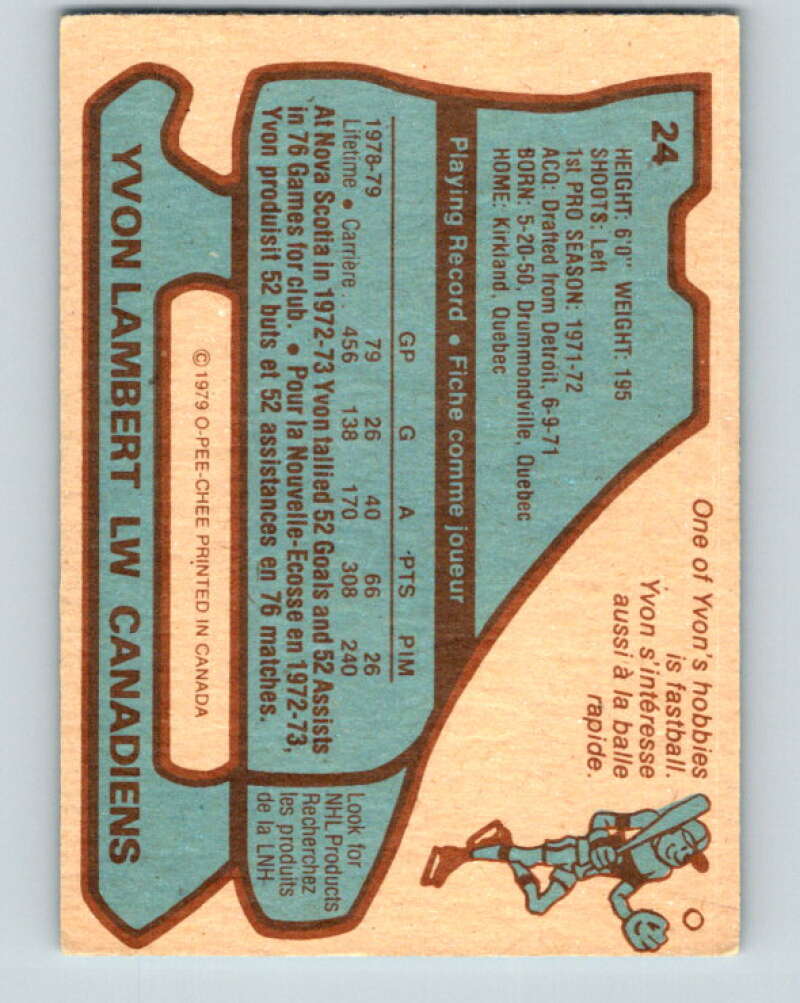 24
HEIGHT: 6'0" WEIGHT: 195
SHOOTS: Left
1st PRO SEASON: 1971-72
ACQ: Drafted from Detroit, 6-9-71
BORN: 5-20-50, Drummondville, Quebec
HOME: Kirkland, Quebec
One of Yvon's hobbies
is fastball.
Yvon s'intéresse
aussi à la balle
rapide.
Playing Record • Fiche comme joueur
GP G A PTS PIM
1978-79 79 26 40 66 26
Lifetime • Carrière . . 456 138 170 308 240
At Nova Scotia in 1972-73 Yvon tallied 52 Goals and 52 Assists
in 76 Games for club. • Pour la Nouvelle-Ecosse en 1972-73,
Yvon produisit 52 buts et 52 assistances en 76 matches.
Look for
NHL Products
Recherchez
les produits
de la LNH
© 1979 O-PEE-CHEE PRINTED IN CANADA
YVON LAMBERT LW CANADIENS